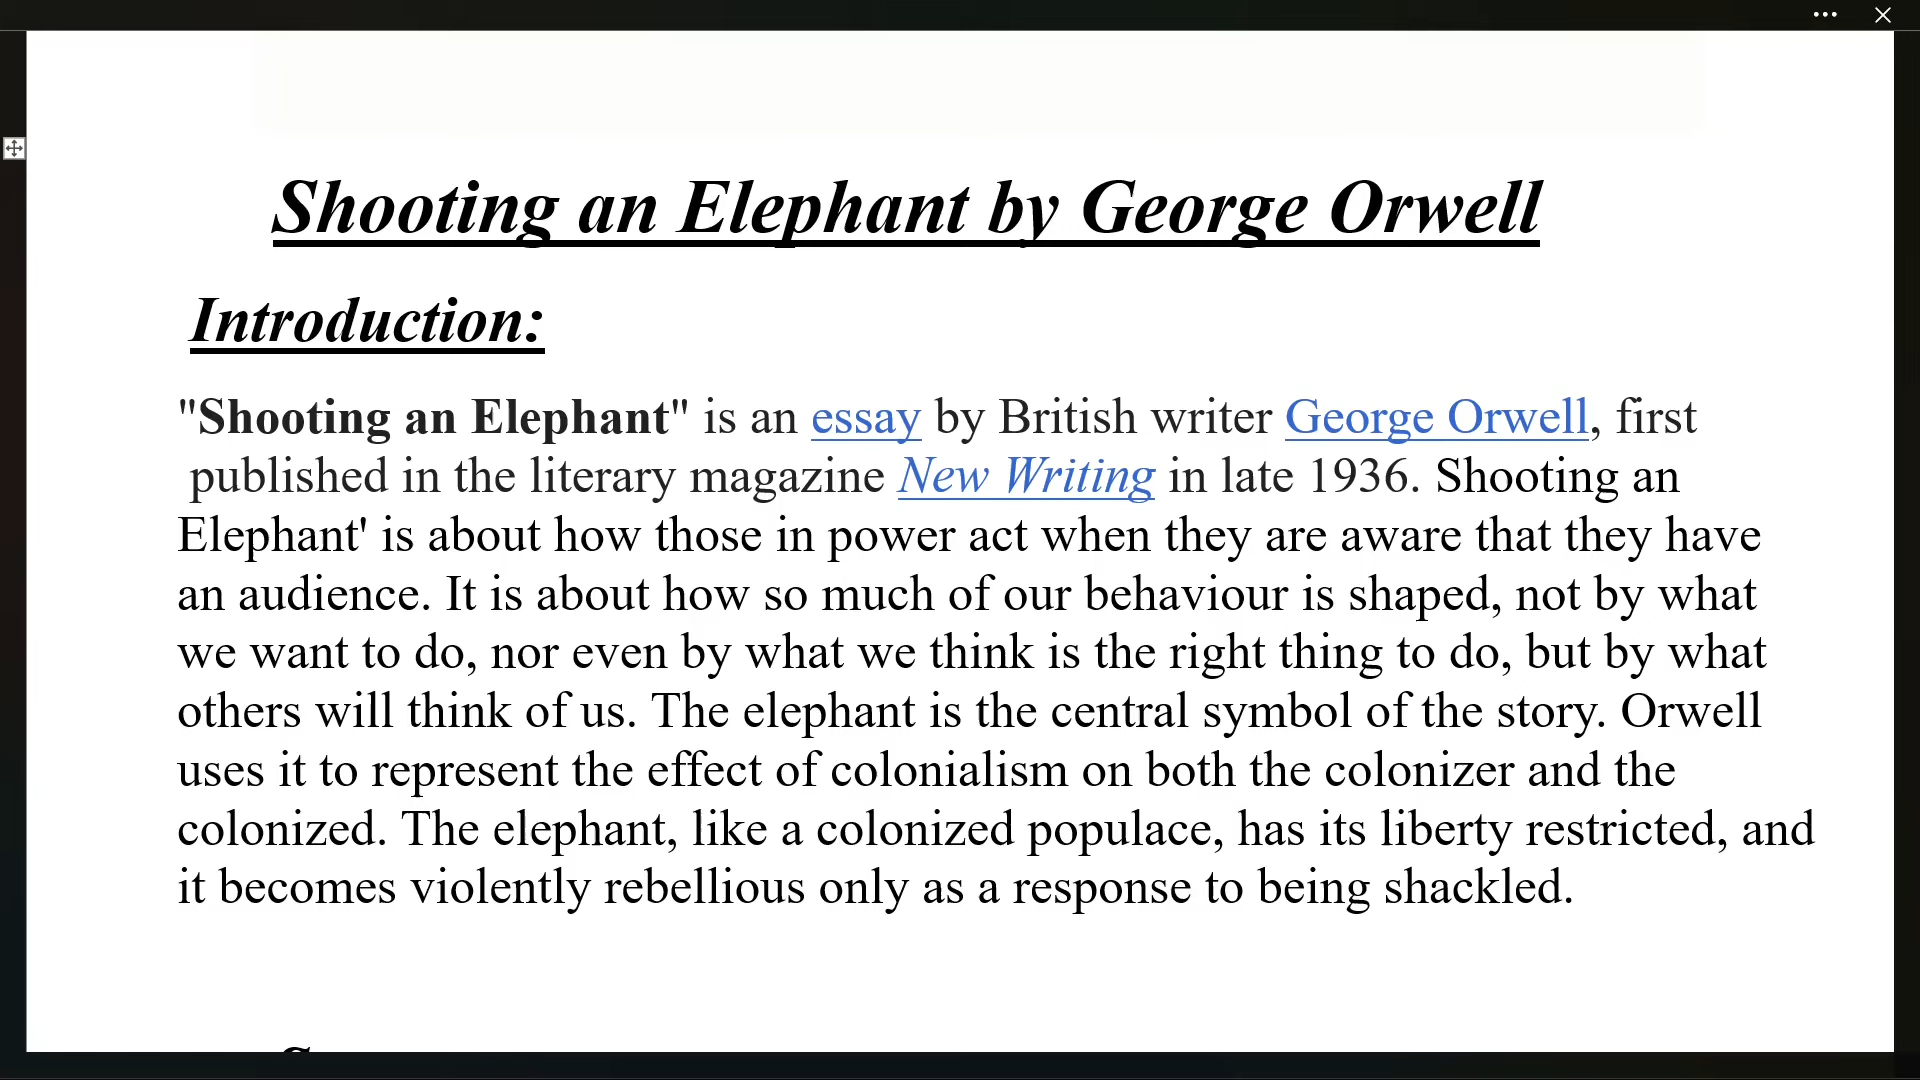 Shooting an Elephant by George Orwell
Introduction:
"Shooting an Elephant" is an essay by British writer George Orwell, first
published in the literary magazine New Writing in late 1936. Shooting an
Elephant' is about how those in power act when they are aware that they have
an audience. It is about how so much of our behaviour is shaped, not by what
we want to do, nor even by what we think is the right thing to do, but by what
others will think of us. The elephant is the central symbol of the story. Orwell
uses it to represent the effect of colonialism on both the colonizer and the
colonized. The elephant, like a colonized populace, has its liberty restricted, and
it becomes violently rebellious only as a response to being shackled.